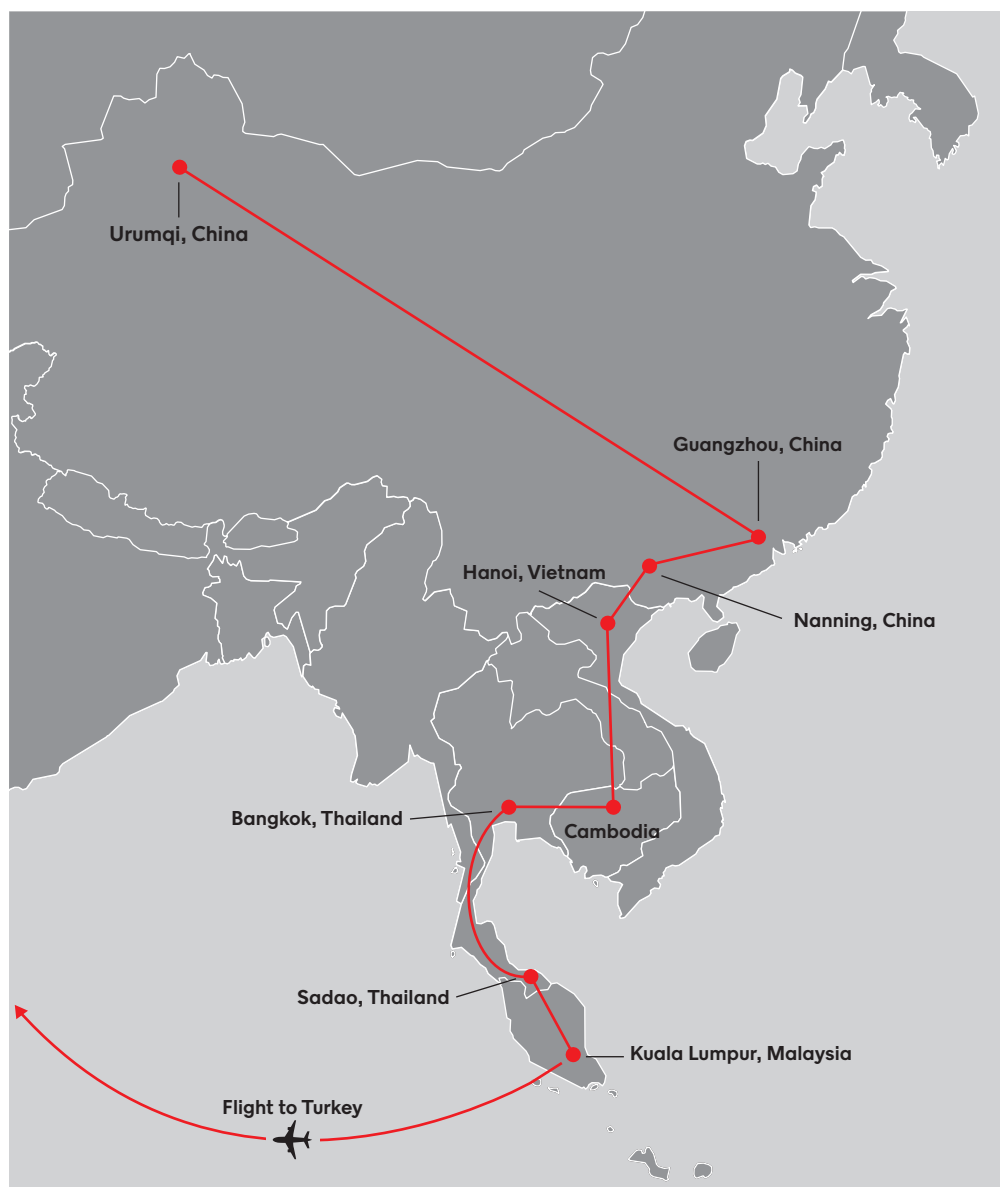 Urumqi, China
Guangzhou, China
Hanoi, Vietnam
Nanning, China
Bangkok, Thailand
Cambodia
Sadao, Thailand
Kuala Lumpur, Malaysia
Flight to Turkey